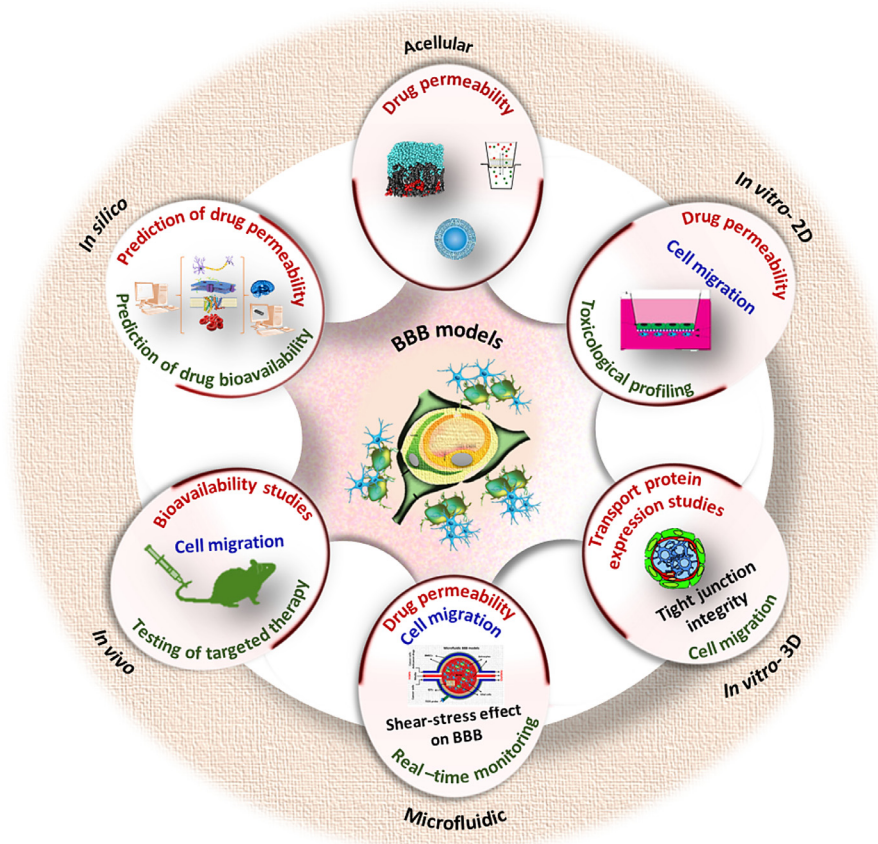 Acellular
Drug permeability
In vitro- 2D
Drug permeability
Cell migration
Toxicological profiling
In vitro- 3D
Transport protein
expression studies
Tight junction
integrity
Cell migration
Microfluidic
Drug permeability
Cell migration
Microfluidic BBB models
Shear-stress effect
on BBB
Real –time monitoring
In vivo
Bioavailability studies
Cell migration
Testing of targeted therapy
In silico
Prediction of drug permeability
Prediction of drug bioavailability
BBB models